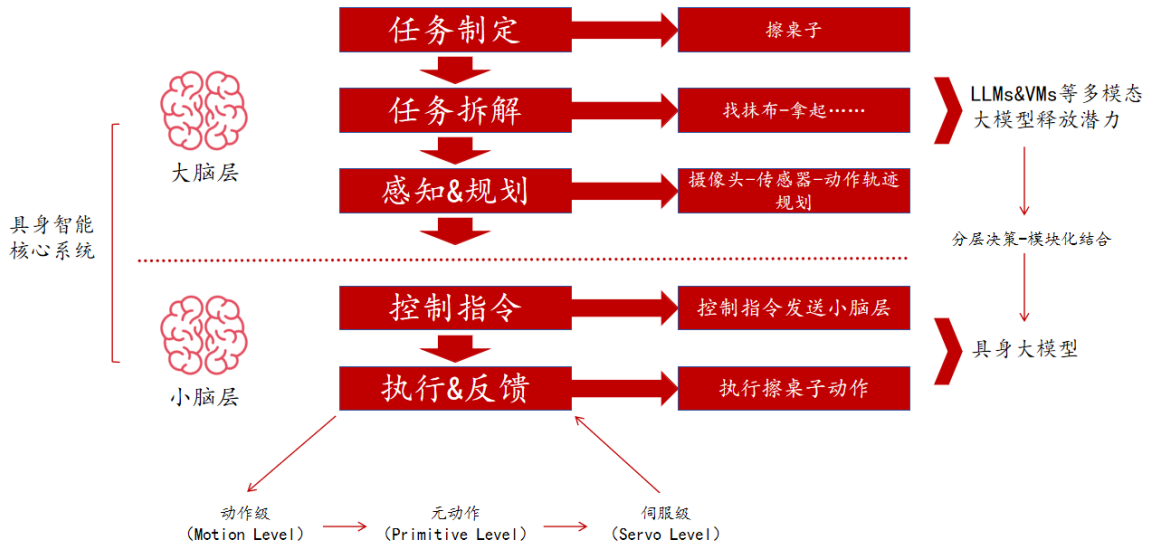 任务制定
擦桌子
任务拆解
找抹布-拿起……
LLMs&VMs等多模态
大模型释放潜力
大脑层
感知&规划
摄像头-传感器-动作轨迹
规划
具身智能
核心系统
分层决策-模块化结合
控制指令
控制指令发送小脑层
具身大模型
小脑层
执行&反馈
执行擦桌子动作
动作级
(Motion Level)
元动作
(Primitive Level)
伺服级
(Servo Level)